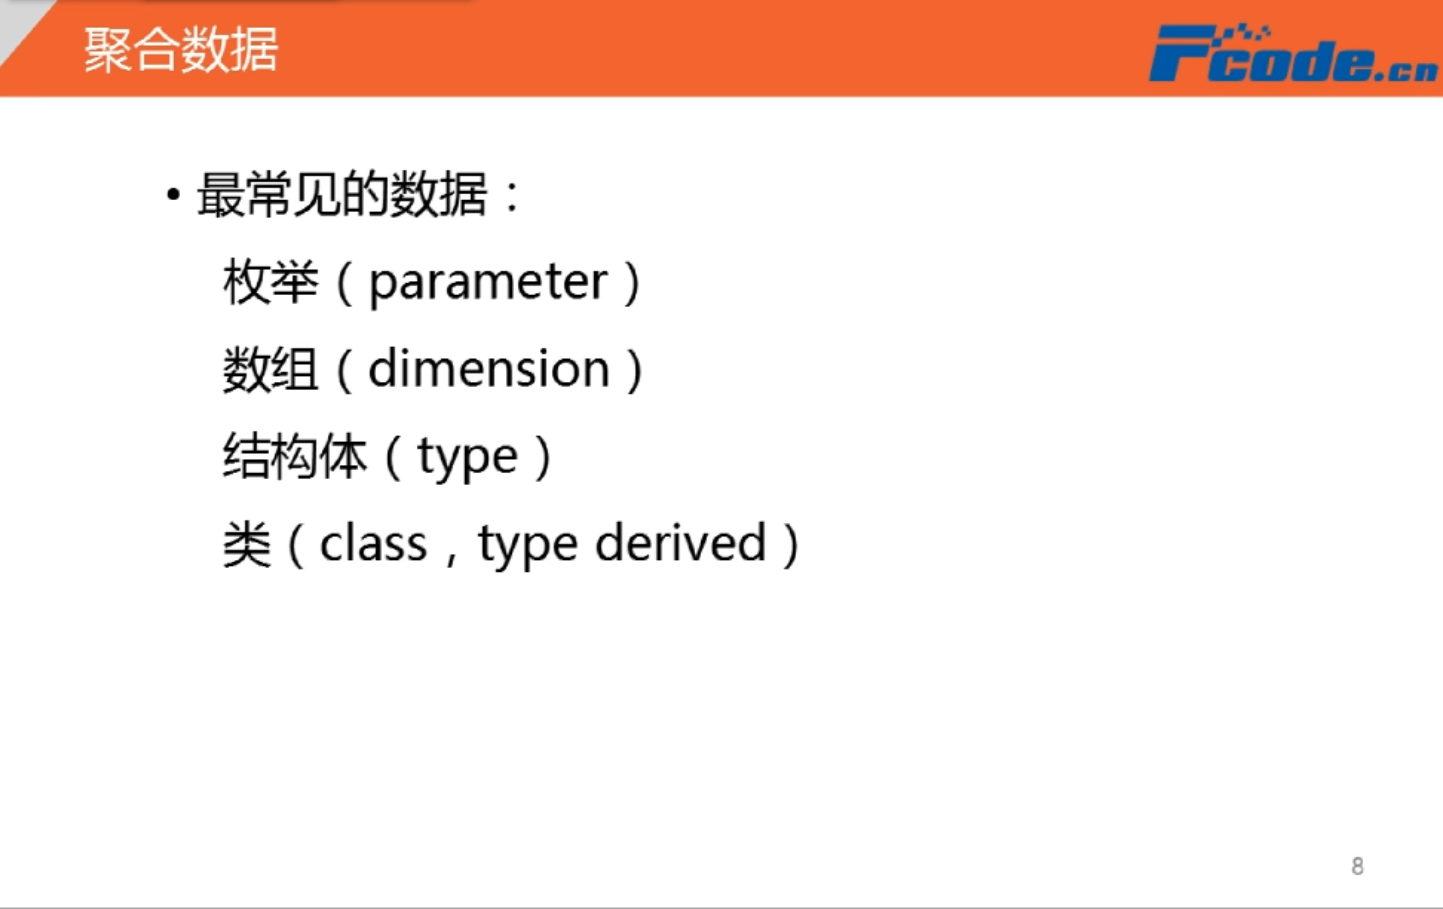 聚合数据
Fcode.cn
• 最常见的数据：
枚举（parameter）
数组（dimension）
结构体（type）
类（class，type derived）
8